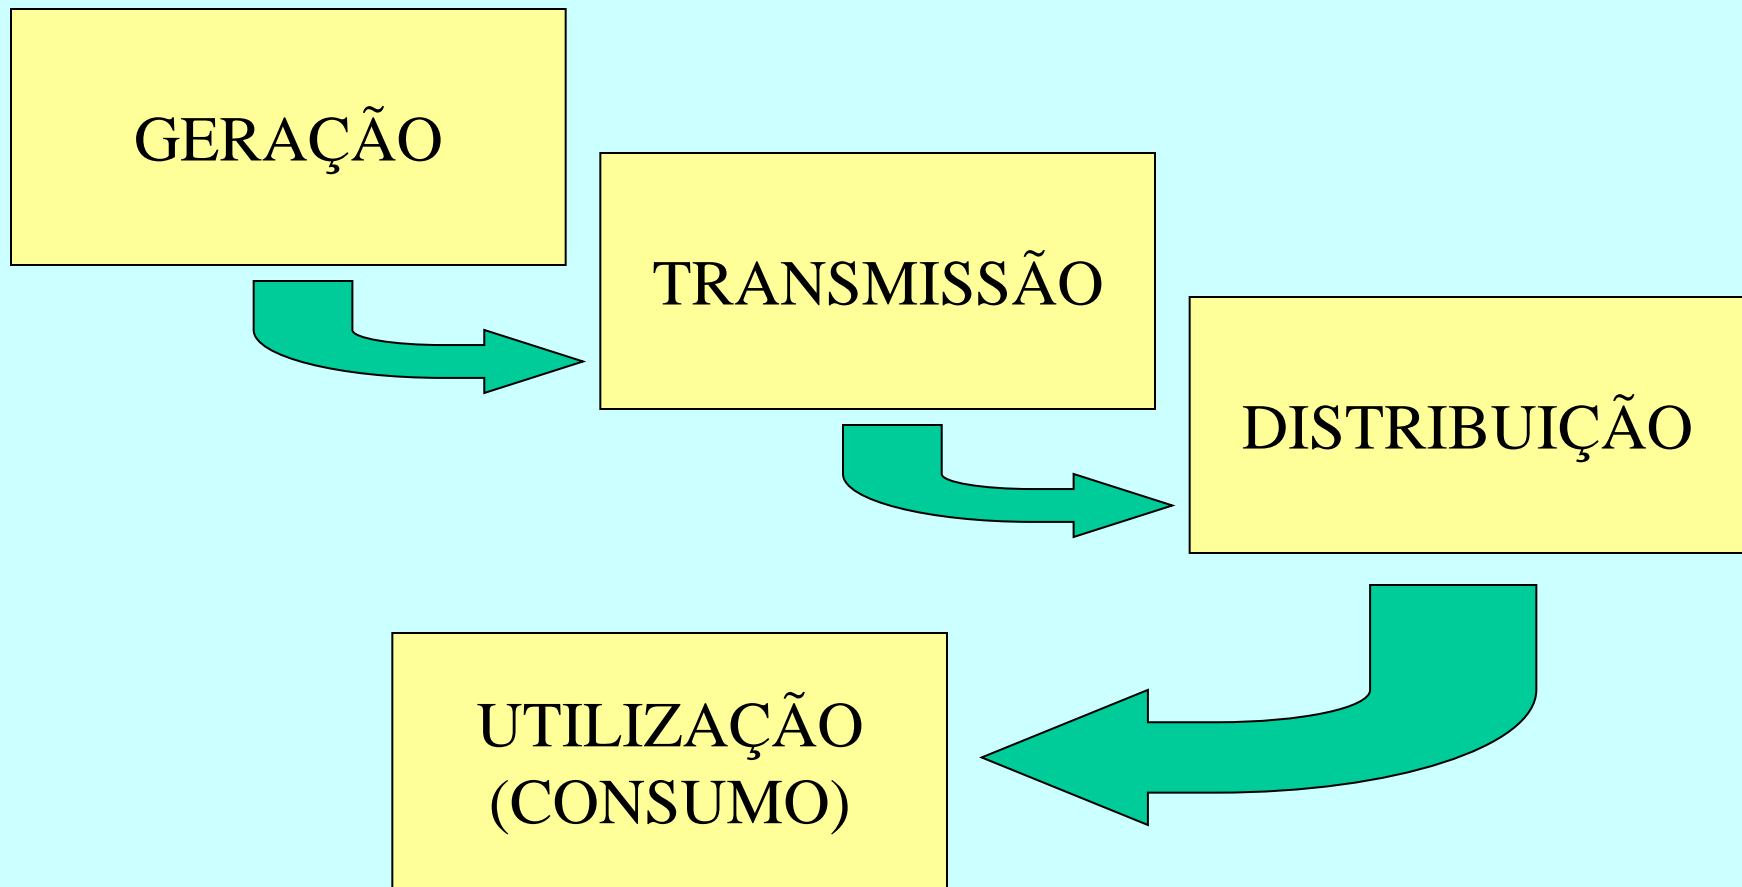 GERAÇÃO
TRANSMISSÃO
DISTRIBUIÇÃO
UTILIZAÇÃO
(CONSUMO)